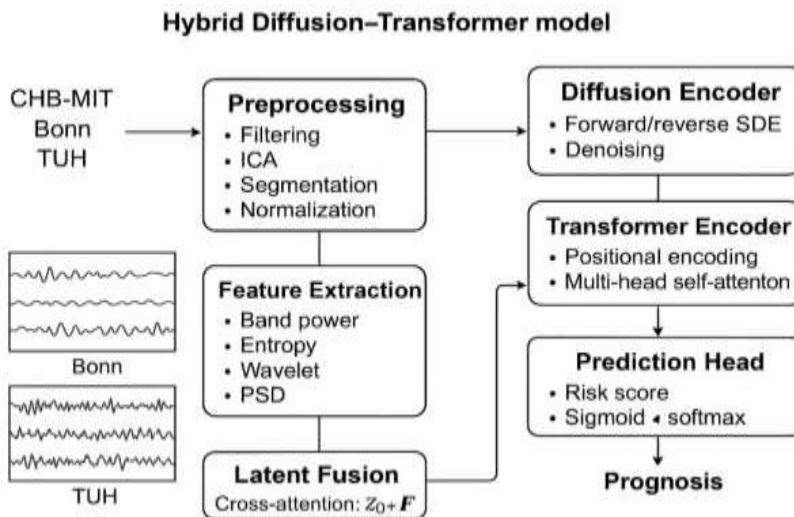 Hybrid Diffusion–Transformer model
CHB-MIT
Bonn
TUH
Preprocessing
• Filtering
• ICA
• Segmentation
• Normalization
Feature Extraction
• Band power
• Entropy
• Wavelet
• PSD
Latent Fusion
Cross-attention: Z₀+ F
Diffusion Encoder
• Forward/reverse SDE
• Denoising
Transformer Encoder
• Positional encoding
• Multi-head self-attenton
Prediction Head
• Risk score
• Sigmoid softmax
Prognosis
Bonn
TUH